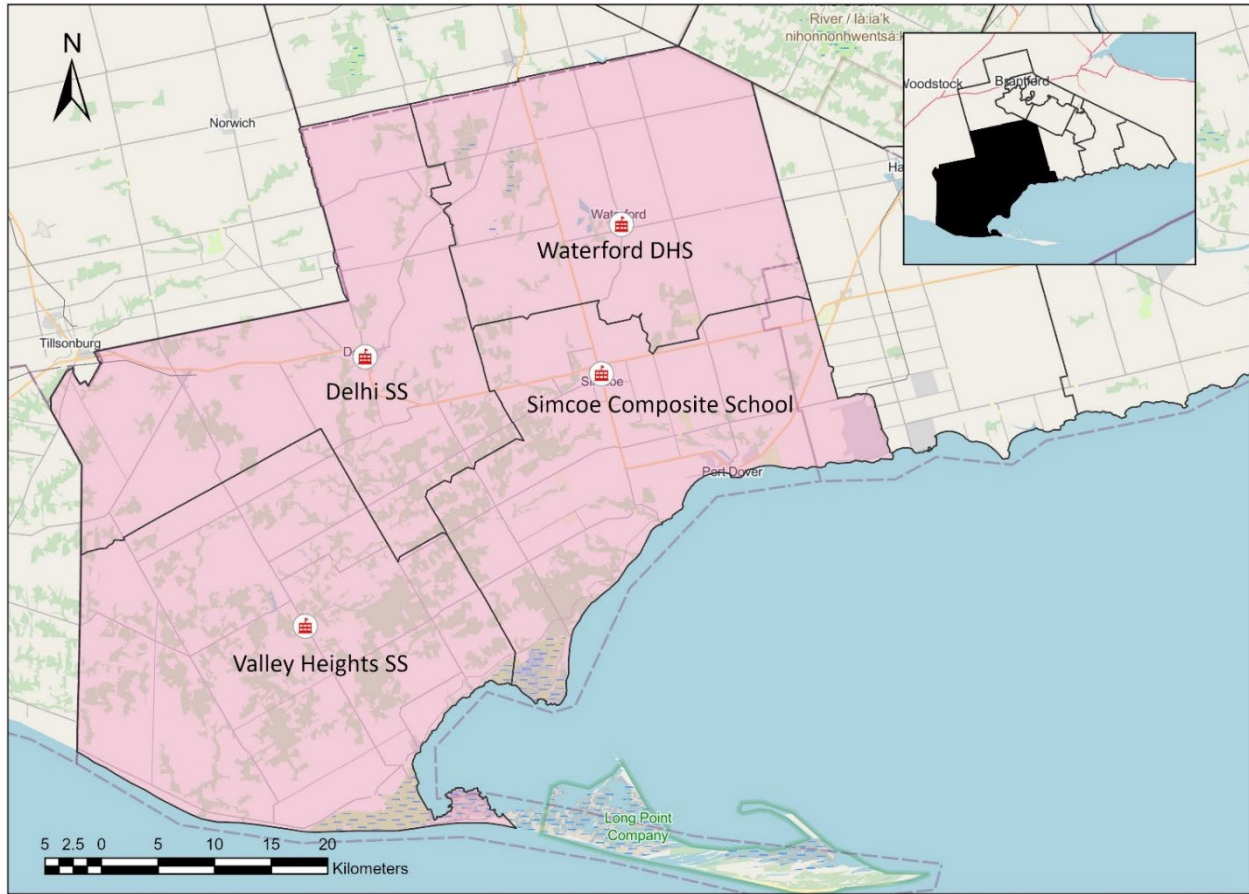 N
River / Ià:ia'k
nihonnonhwentsá:k
Woodstock
Brantford
Norwich
Waterford
Waterford DHS
Tillsonburg
Delhi SS
Simcoe
Simcoe Composite School
Port Dover
Valley Heights SS
Long Point
Company
5 2.5 0 5 10 15 20
Kilometers